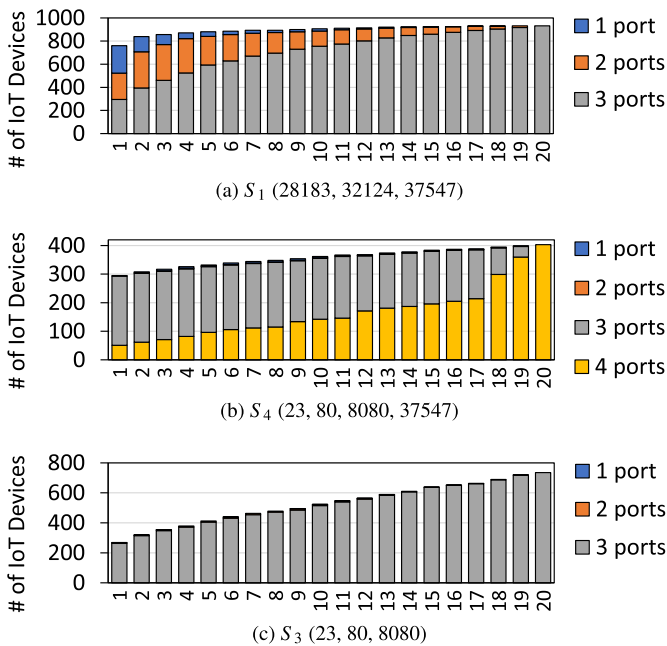 # of IoT Devices
1000
800
600
400
200
0
1 2 3 4 5 6 7 8 9 10 11 12 13 14 15 16 17 18 19 20
1 port
2 ports
3 ports
(a) S1 (28183, 32124, 37547)
# of IoT Devices
400
300
200
100
0
1 2 3 4 5 6 7 8 9 10 11 12 13 14 15 16 17 18 19 20
1 port
2 ports
3 ports
4 ports
(b) S4 (23, 80, 8080, 37547)
# of IoT Devices
800
600
400
200
0
1 2 3 4 5 6 7 8 9 10 11 12 13 14 15 16 17 18 19 20
1 port
2 ports
3 ports
(c) S3 (23, 80, 8080)